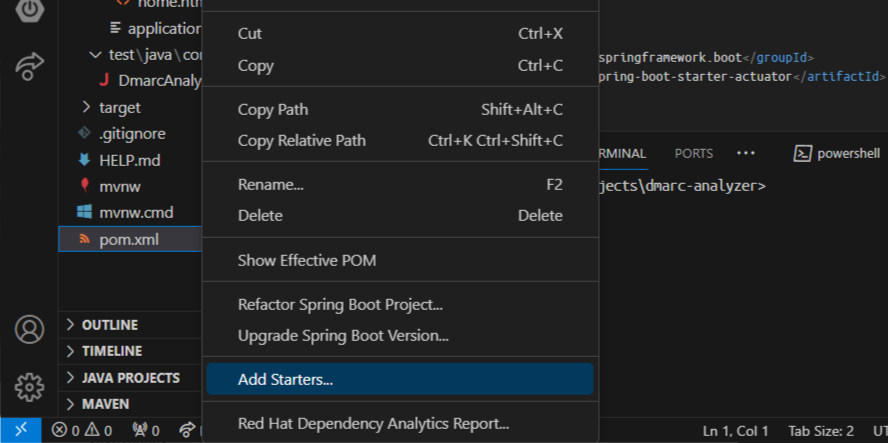 home.htm
application
test\java\co
DmarcAnaly
target
.gitignore
HELP.md
mvnw
mvnw.cmd
pom.xml
OUTLINE
TIMELINE
JAVA PROJECTS
MAVEN
Cut Ctrl+X
Copy Ctrl+C
Copy Path Shift+Alt+C
Copy Relative Path Ctrl+K Ctrl+Shift+C
Rename... F2
Delete Delete
Show Effective POM
Refactor Spring Boot Project...
Upgrade Spring Boot Version...
Add Starters...
Red Hat Dependency Analytics Report...
springframework.boot</groupId>
pring-boot-starter-actuator</artifactId>
RMINAL PORTS ··· powershell
jects\dmarc-analyzer>
0 0 0 Ln 1, Col 1 Tab Size: 2 UT